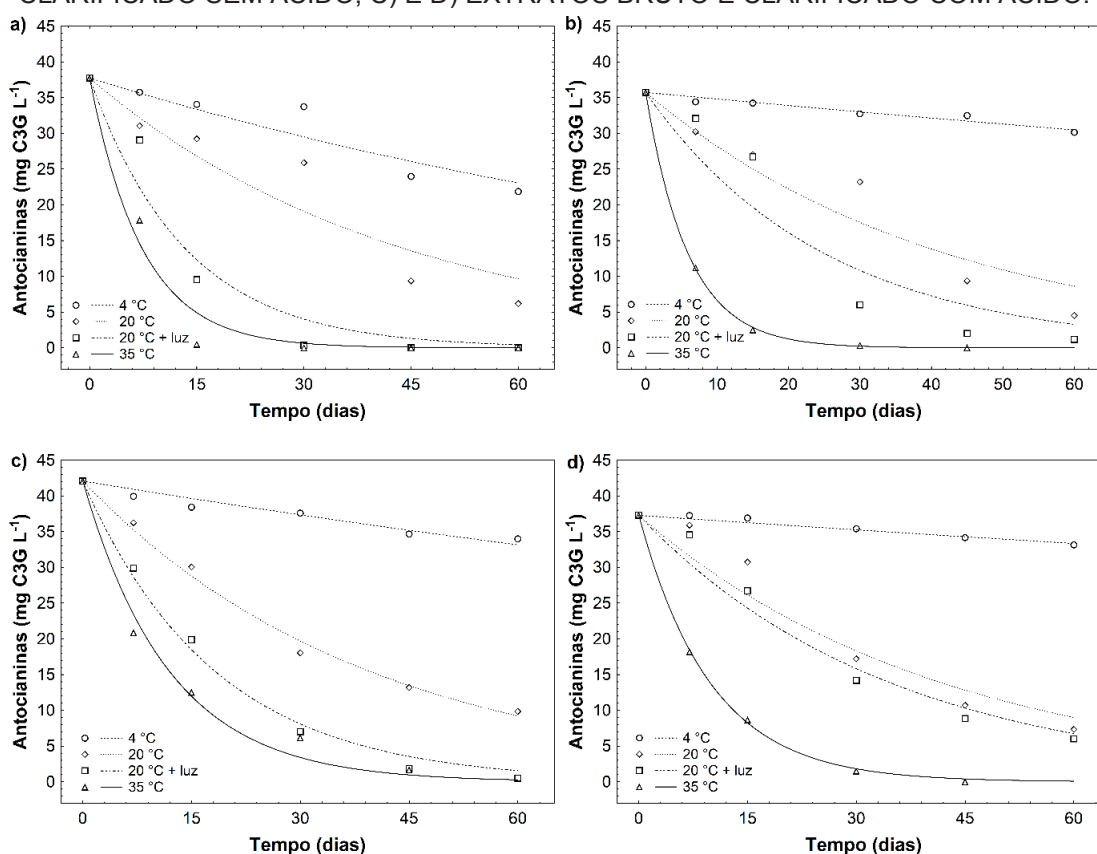 CLARIFICADO SEM ÁCIDO; C) E D) EXTRATOS BRUTO E CLARIFICADO COM ÁCIDO.
a)
45
40
35
30
25
20
15
10
5
0
Antocianinas (mg C3G L⁻¹)
4 °C
20 °C
20 °C + luz
35 °C
0 15 30 45 60
Tempo (dias)
b)
45
40
35
30
25
20
15
10
5
0
Antocianinas (mg C3G L⁻¹)
4 °C
20 °C
20 °C + luz
35 °C
0 10 20 30 40 50 60
Tempo (dias)
c)
45
40
35
30
25
20
15
10
5
0
Antocianinas (mg C3G L⁻¹)
4 °C
20 °C
20 °C + luz
35 °C
0 15 30 45 60
Tempo (dias)
d)
45
40
35
30
25
20
15
10
5
0
Antocianinas (mg C3G L⁻¹)
4 °C
20 °C
20 °C + luz
35 °C
0 15 30 45 60
Tempo (dias)